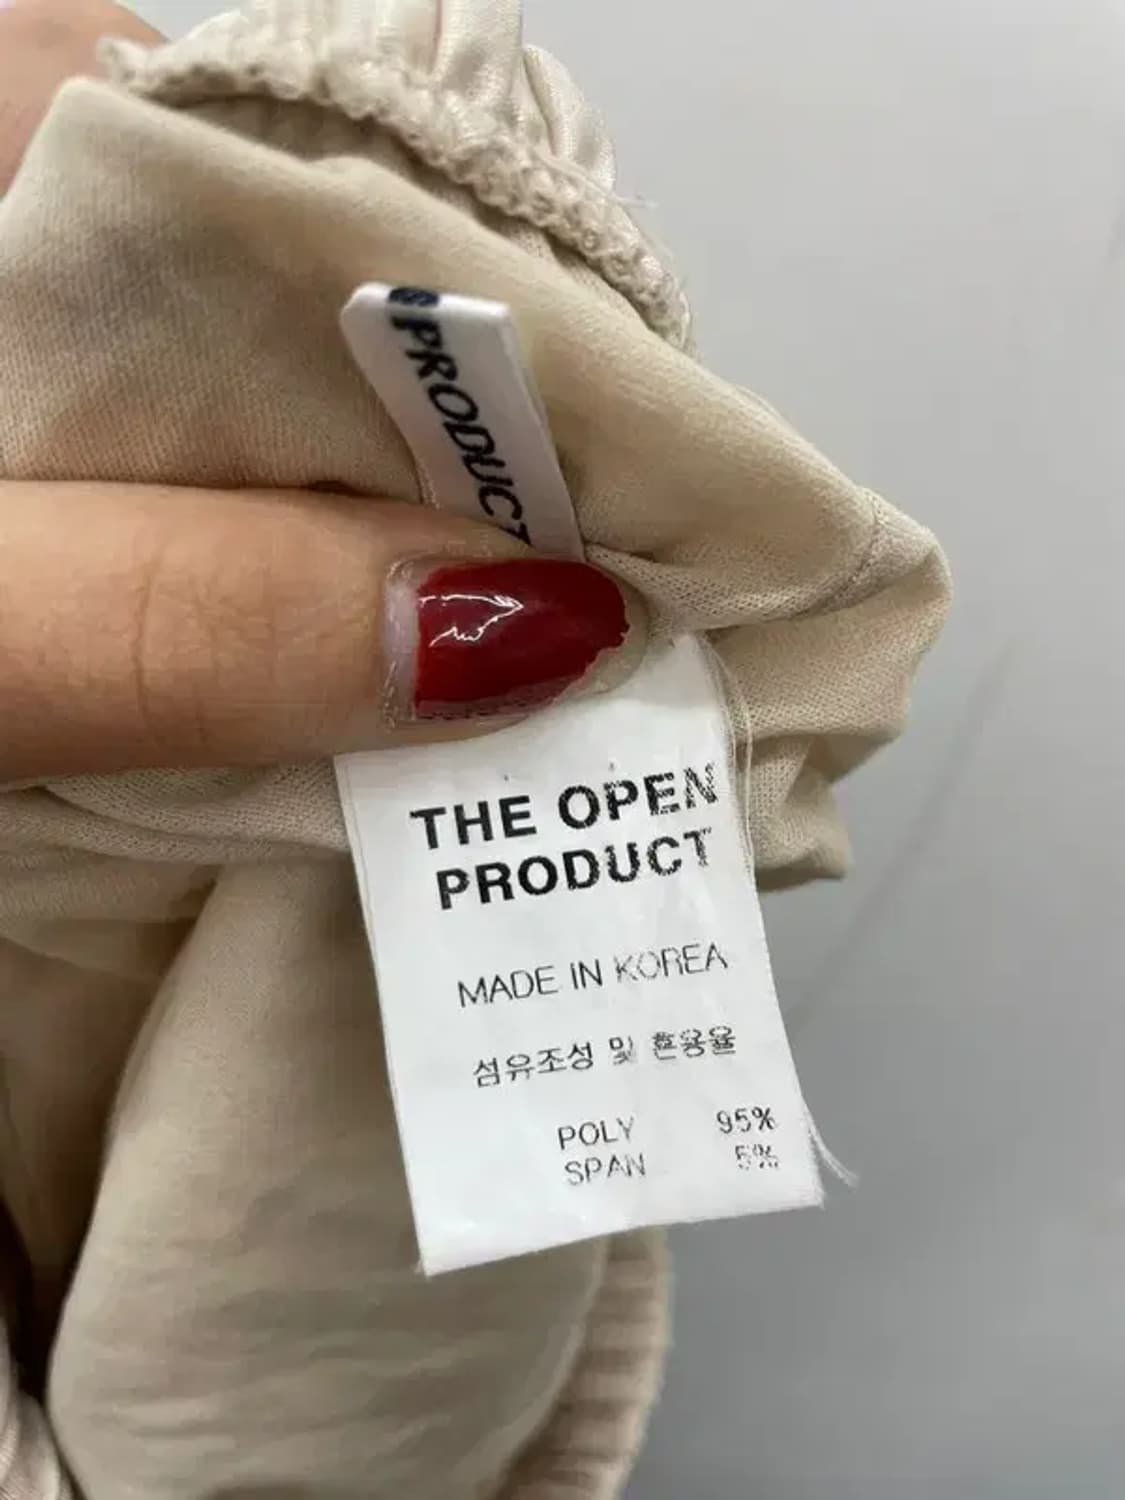 PRODUCT
THE OPEN
PRODUCT
MADE IN KOREA
섬유조성 및 혼용율
POLY 95%
SPAN 5%